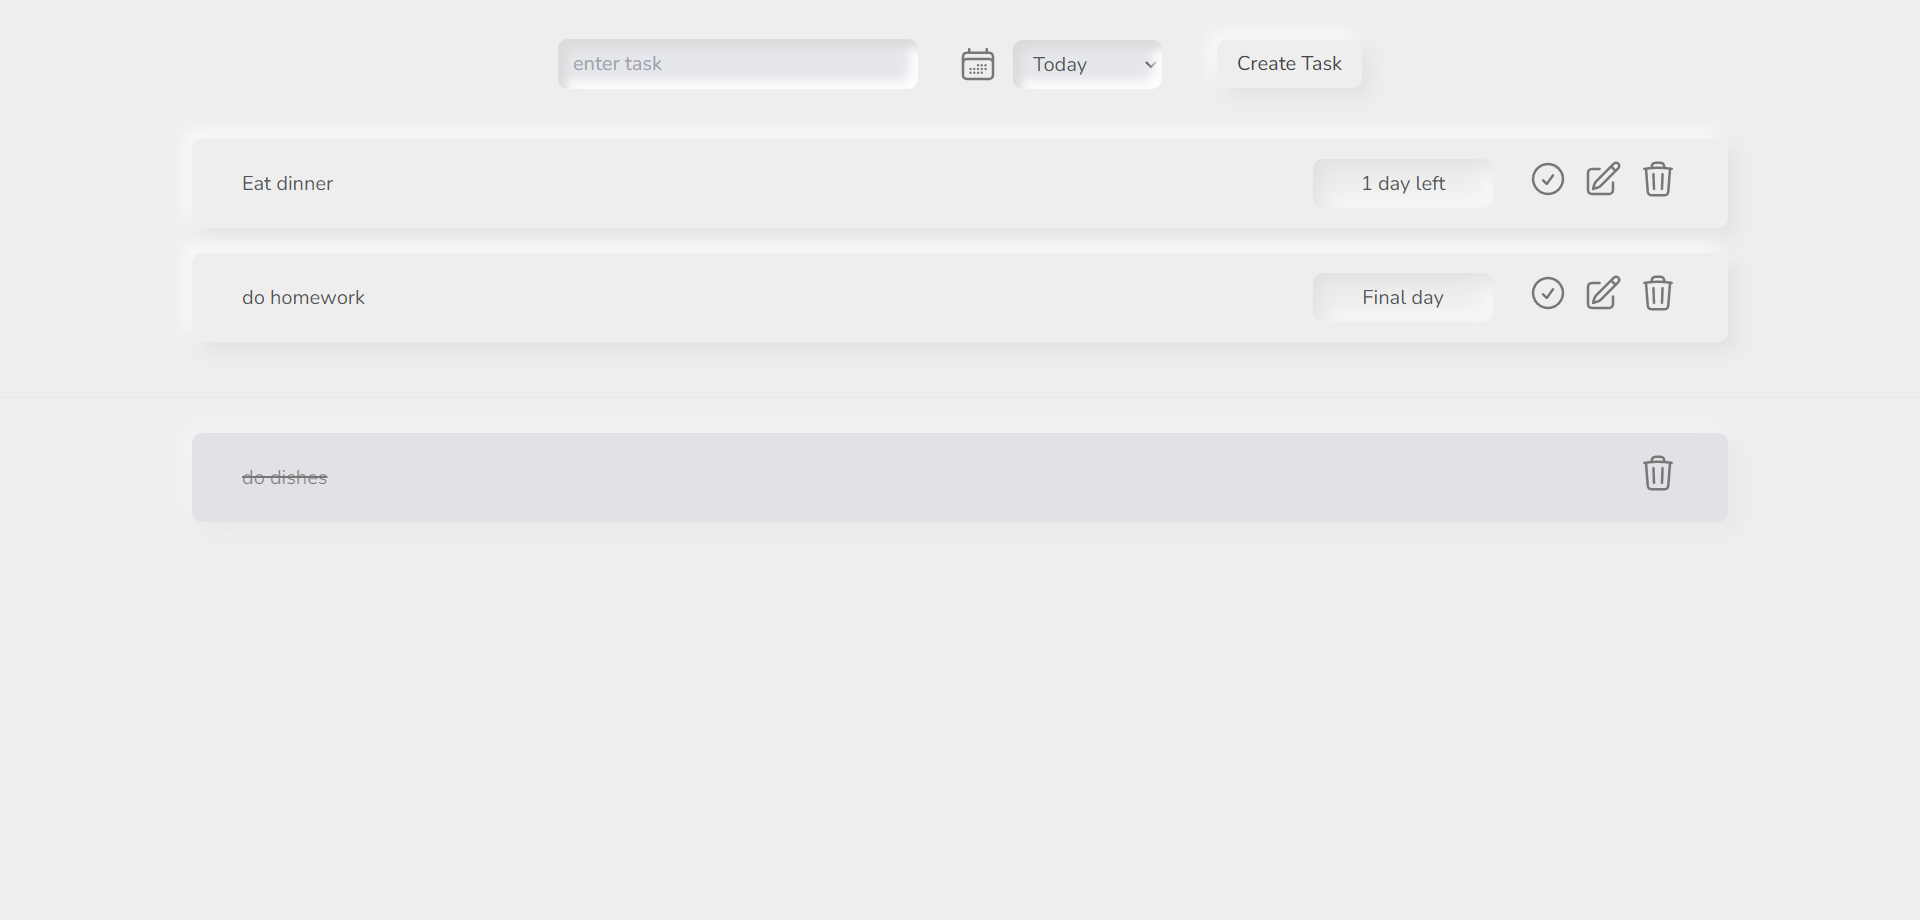 enter task
Today
Create Task
Eat dinner
1 day left
do homework
Final day
do dishes